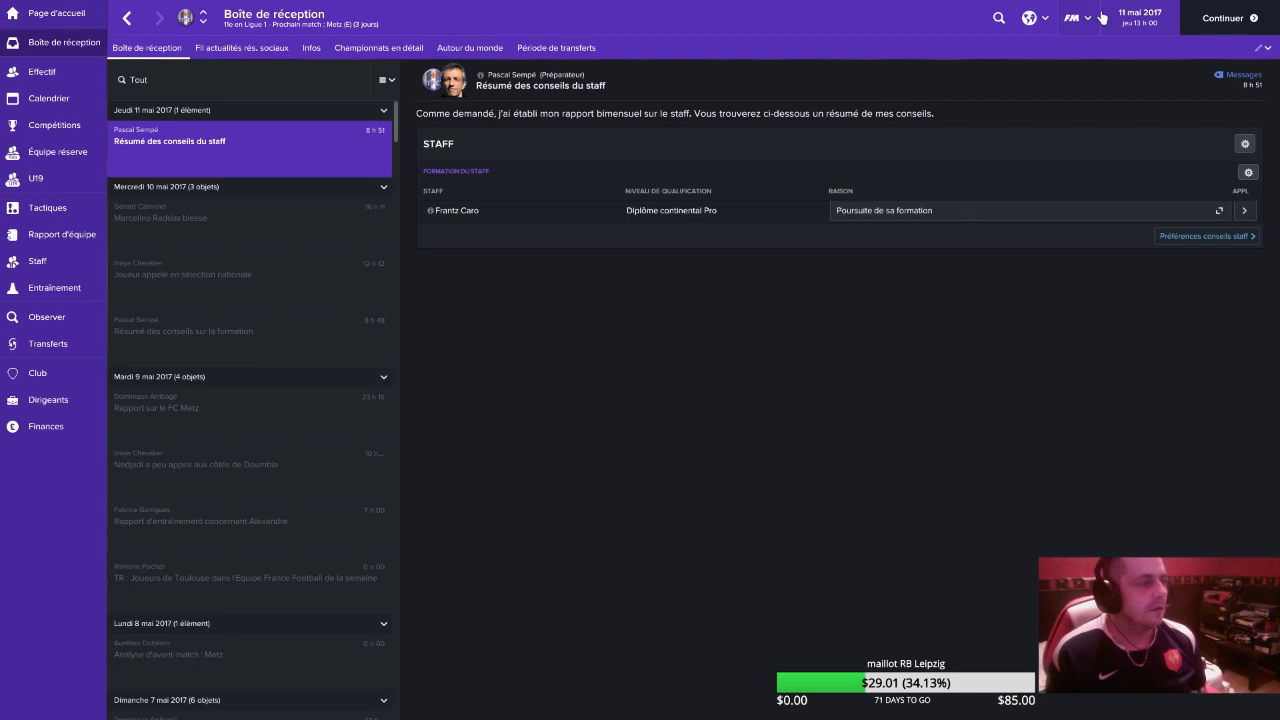 Page d'accueil
Boîte de réception
Effectif
Calendrier
Compétitions
Équipe réserve
U19
Tactiques
Rapport d'équipe
Staff
Entraînement
Observer
Transferts
Club
Dirigeants
Finances
Boîte de réception
11e en Ligue 1 - Prochain match : Metz (E) (3 jours)
FM
11 mai 2017
jeu 13 h 00
Continuer
Boîte de réception
Fil actualités rés. sociaux
Infos
Championnats en détail
Autour du monde
Période de transferts
Tout
Jeudi 11 mai 2017 (1 élément)
Pascal Sempé 8 h 51
Résumé des conseils du staff
Mercredi 10 mai 2017 (3 objets)
Gérard Calmelet 16 h 11
Marcelino Raddas blessé
Inaya Chevalier 12 h 12
Joueur appelé en sélection nationale
Pascal Sempé 8 h 48
Résumé des conseils sur la formation
Mardi 9 mai 2017 (4 objets)
Dominique Arribagé 23 h 16
Rapport sur le FC Metz
Inaya Chevalier 10 h...
Nedjadi a peu appris aux côtés de Doumbia
Fabrice Garrigues 7 h 00
Rapport d'entraînement concernant Alexandre
Romane Fischer 0 h 00
TR : Joueurs de Toulouse dans l'Équipe France Football de la semaine
Lundi 8 mai 2017 (1 élément)
Aurélien Dubéarn 0 h 00
Analyse d'avant-match : Metz
Dimanche 7 mai 2017 (6 objets)
Pascal Sempé (Préparateur)
Résumé des conseils du staff
Messages
8 h 51
Comme demandé, j'ai établi mon rapport bimensuel sur le staff. Vous trouverez ci-dessous un résumé de mes conseils.
STAFF
FORMATION DU STAFF
STAFF NIVEAU DE QUALIFICATION RAISON APPL
Frantz Caro Diplôme continental Pro Poursuite de sa formation
Préférences conseils staff
maillot RB Leipzig
$29.01 (34.13%)
$0.00 71 DAYS TO GO $85.00